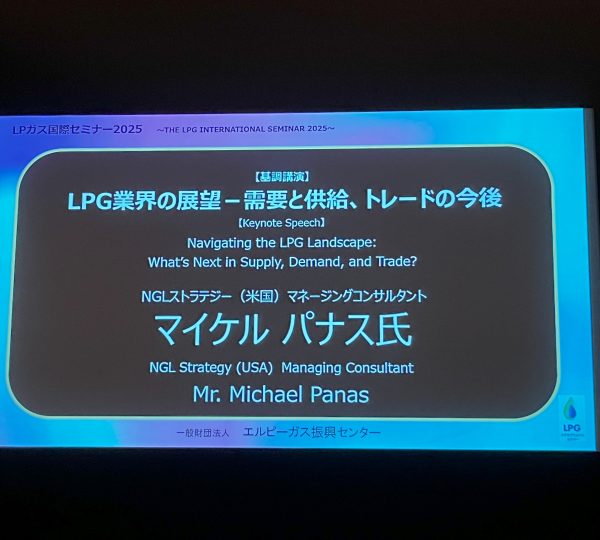 LPガス国際セミナー2025 ～THE LPG INTERNATIONAL SEMINAR 2025～
【基調講演】
LPG業界の展望－需要と供給、トレードの今後
【Keynote Speech】
Navigating the LPG Landscape:
What's Next in Supply, Demand, and Trade?
NGLストラテジー（米国）マネージングコンサルタント
マイケル パナス氏
NGL Strategy (USA) Managing Consultant
Mr. Michael Panas
一般財団法人 エルピーガス振興センター
LPG